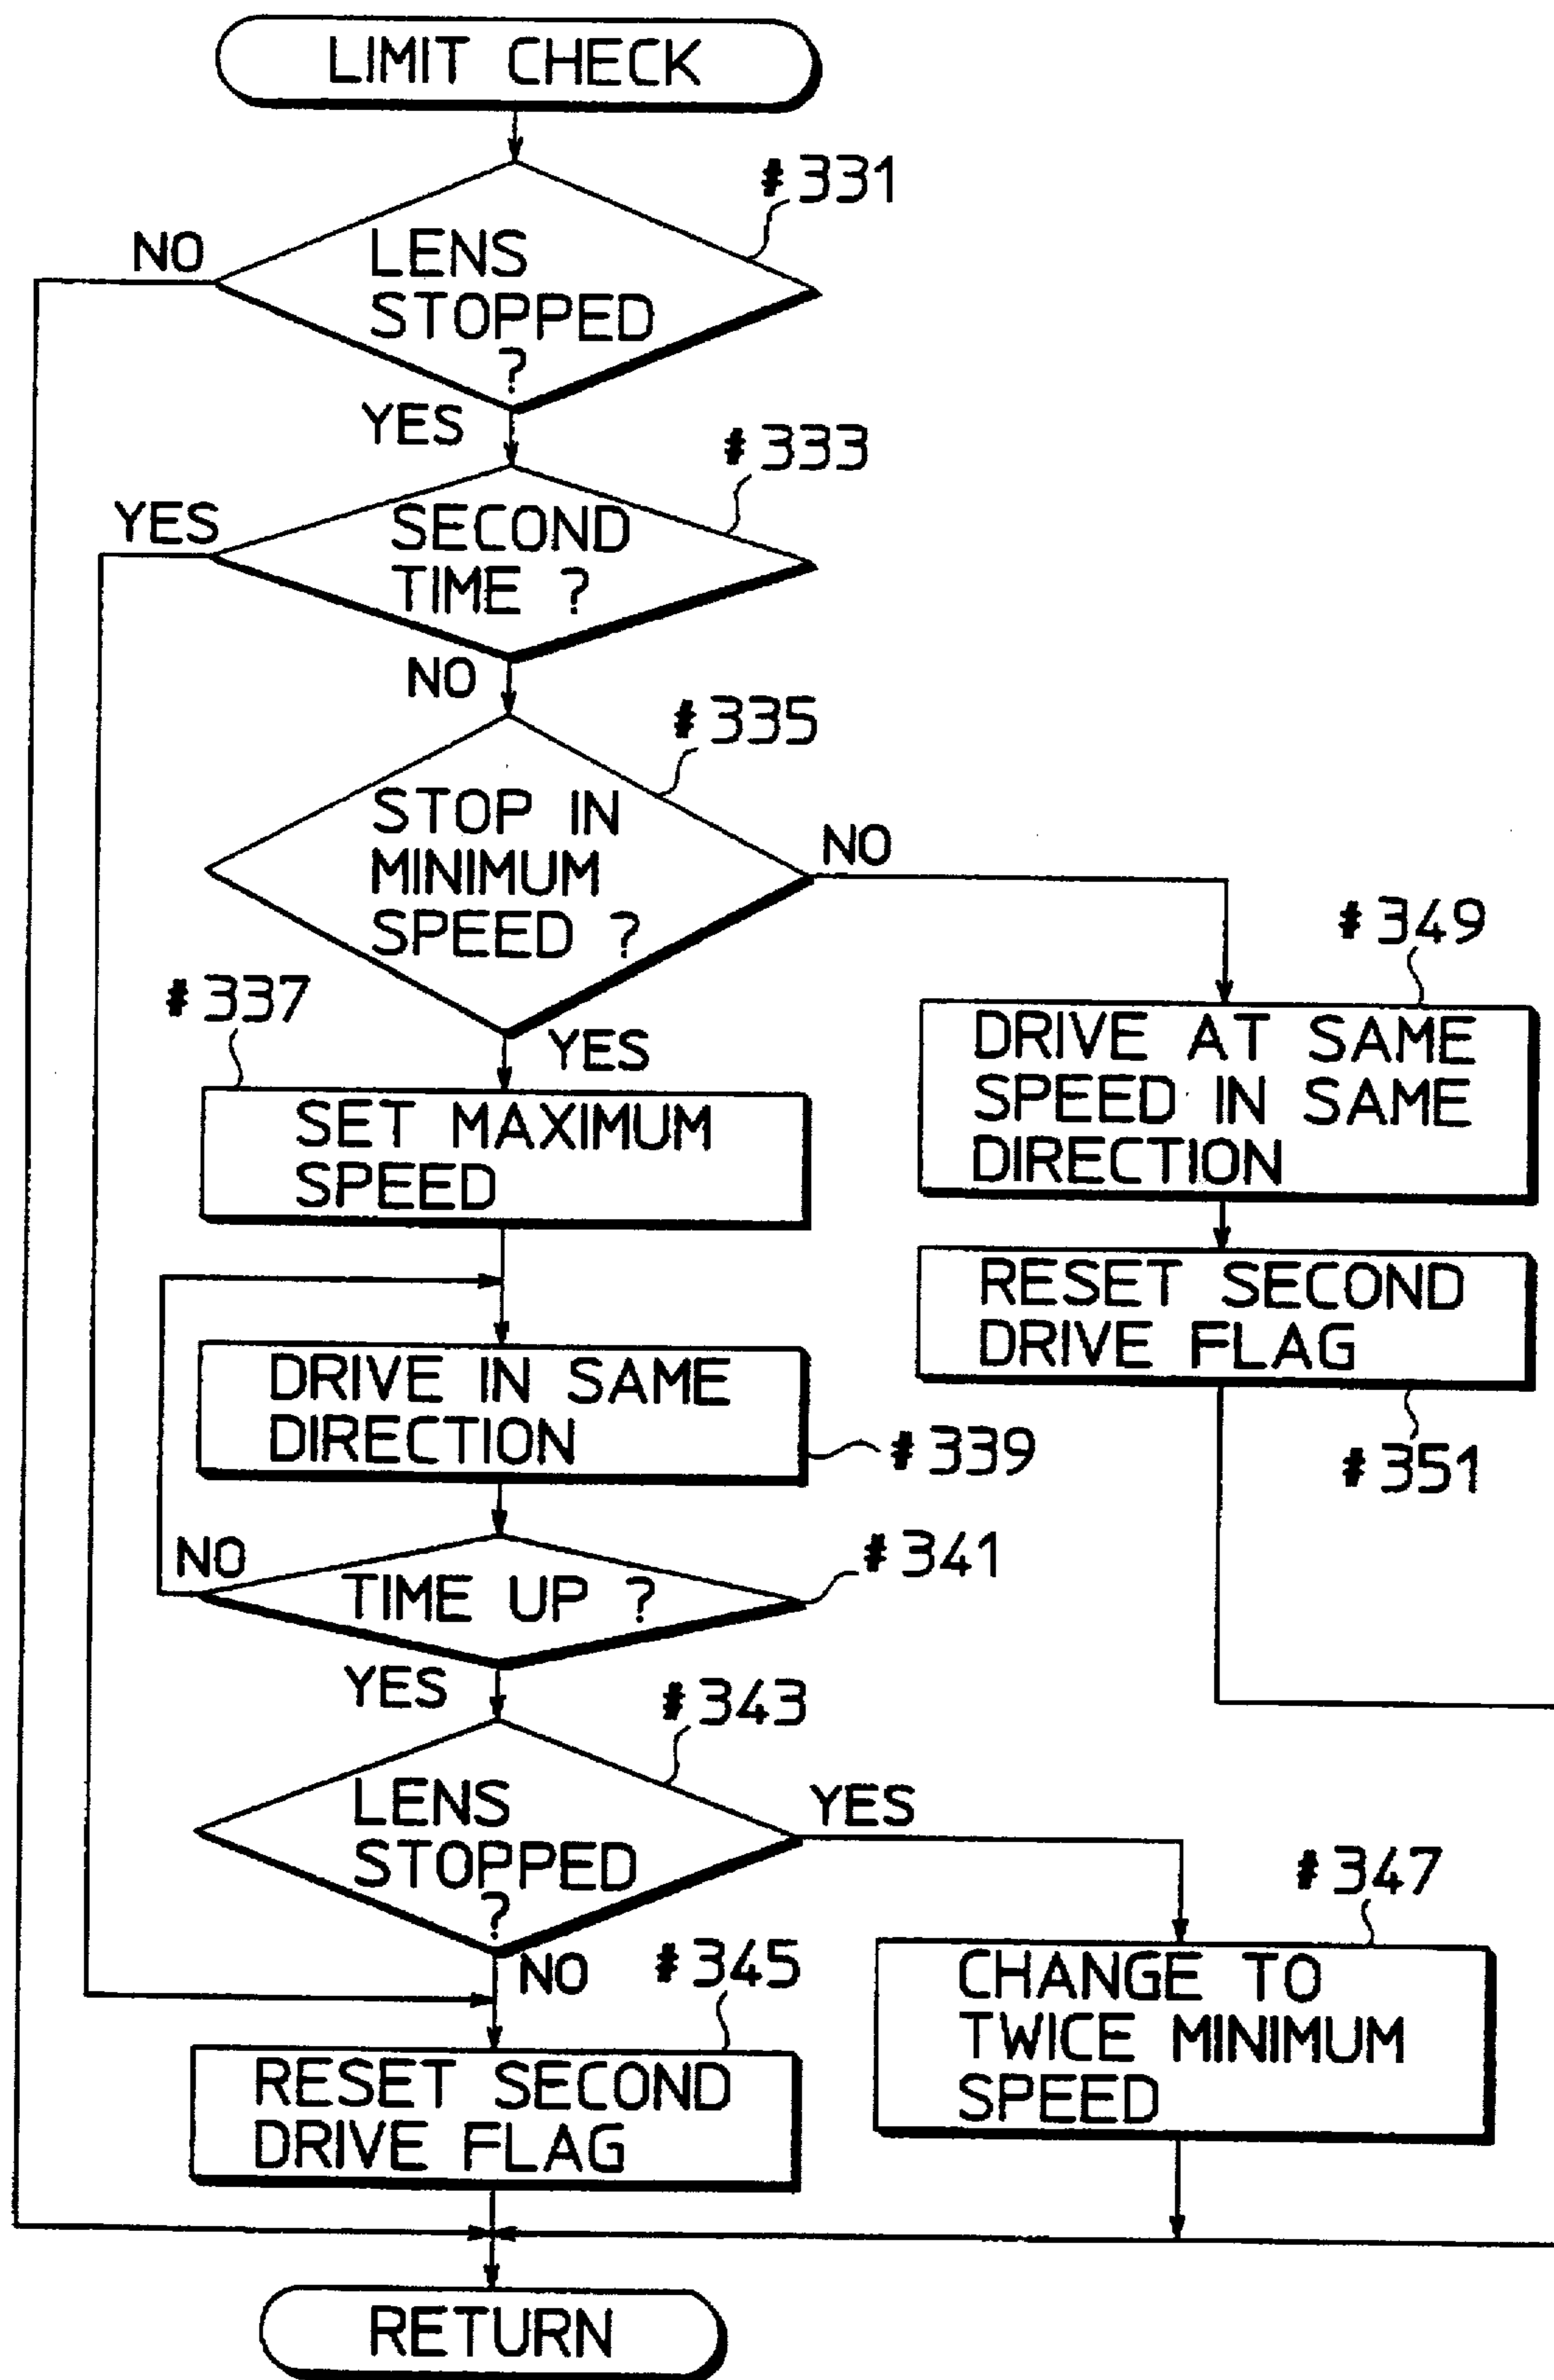 LIMIT CHECK
#331
NO
LENS
STOPPED
?
YES
#333
YES
SECOND
TIME ?
NO
#335
STOP IN
MINIMUM
SPEED ?
NO
#349
#337
YES
DRIVE AT SAME
SPEED IN SAME
DIRECTION
SET MAXIMUM
SPEED
RESET SECOND
DRIVE FLAG
#351
DRIVE IN SAME
DIRECTION
#339
NO
#341
TIME UP ?
YES
#343
LENS
STOPPED
?
YES
#347
NO
#345
CHANGE TO
TWICE MINIMUM
SPEED
RESET SECOND
DRIVE FLAG
RETURN